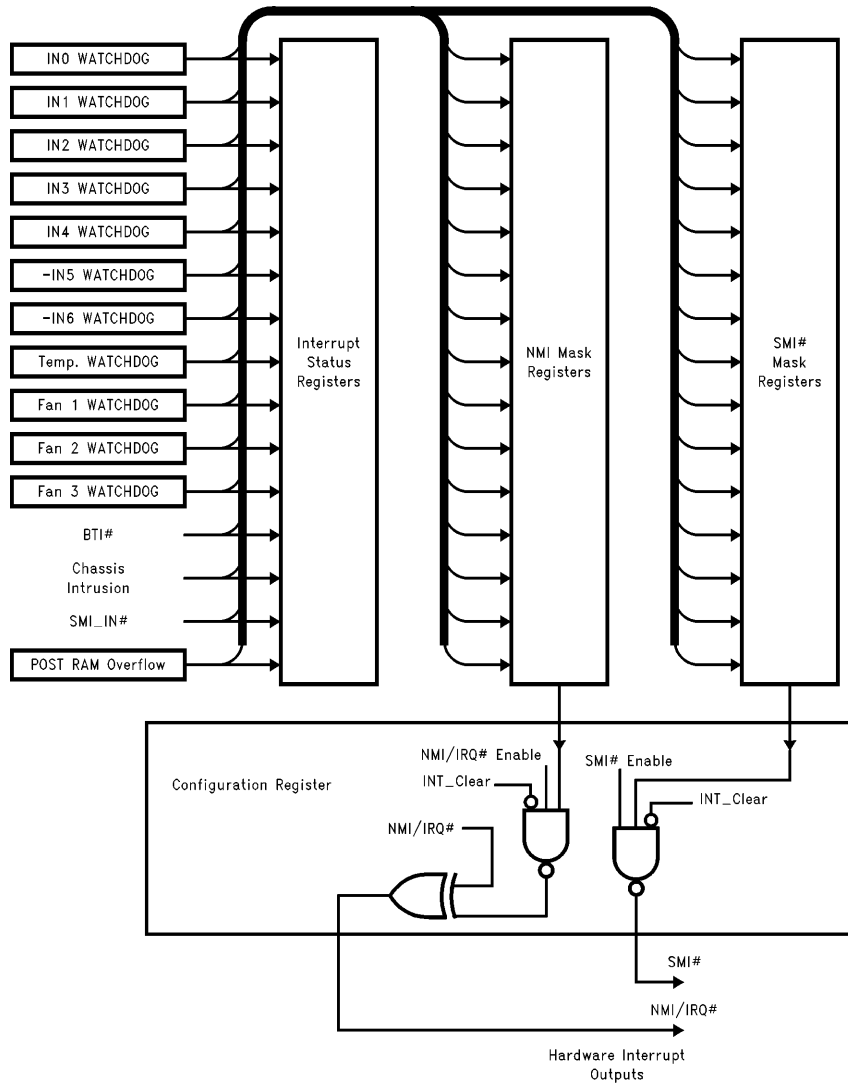 IN0 WATCHDOG
IN1 WATCHDOG
IN2 WATCHDOG
IN3 WATCHDOG
IN4 WATCHDOG
-IN5 WATCHDOG
-IN6 WATCHDOG
Temp. WATCHDOG
Fan 1 WATCHDOG
Fan 2 WATCHDOG
Fan 3 WATCHDOG
BTI#
Chassis
Intrusion
SMI_IN#
POST RAM Overflow
Interrupt
Status
Registers
NMI Mask
Registers
SMI#
Mask
Registers
Configuration Register
NMI/IRQ# Enable
INT_Clear
NMI/IRQ#
SMI# Enable
INT_Clear
SMI#
NMI/IRQ#
Hardware Interrupt
Outputs